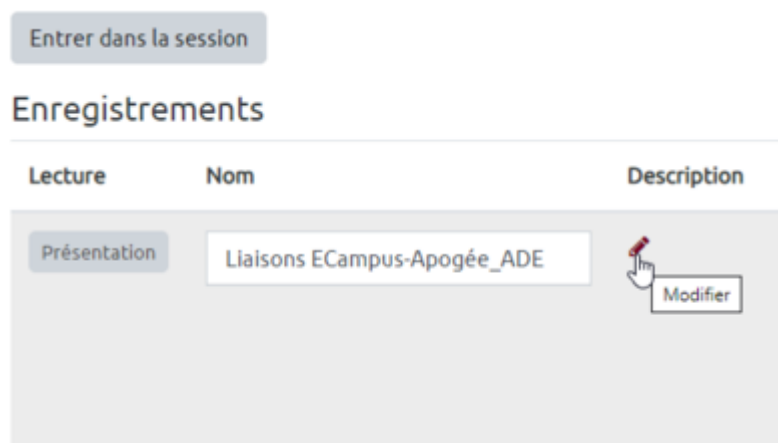 Entrer dans la session
Enregistrements
Lecture Nom Description
Présentation Liaisons ECampus-Apogée_ADE
Modifier